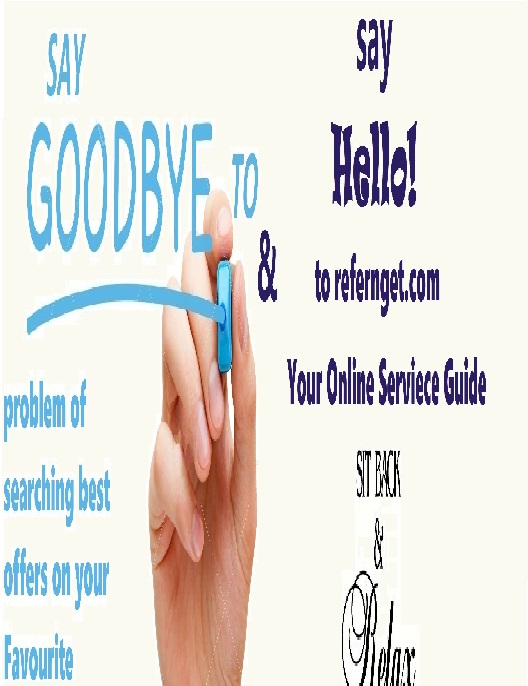 SAY
GOODBYE TO
problem of
searching best
offers on your
Favourite
&
say
Hello!
to refernget.com
Your Online Serviece Guide
SIT BACK
&
Relax